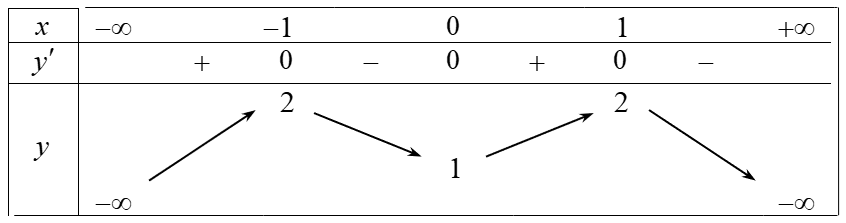 x −∞ −1 0 1 +∞
y′ + 0 − 0 + 0 −
2 2
y 1
−∞ −∞